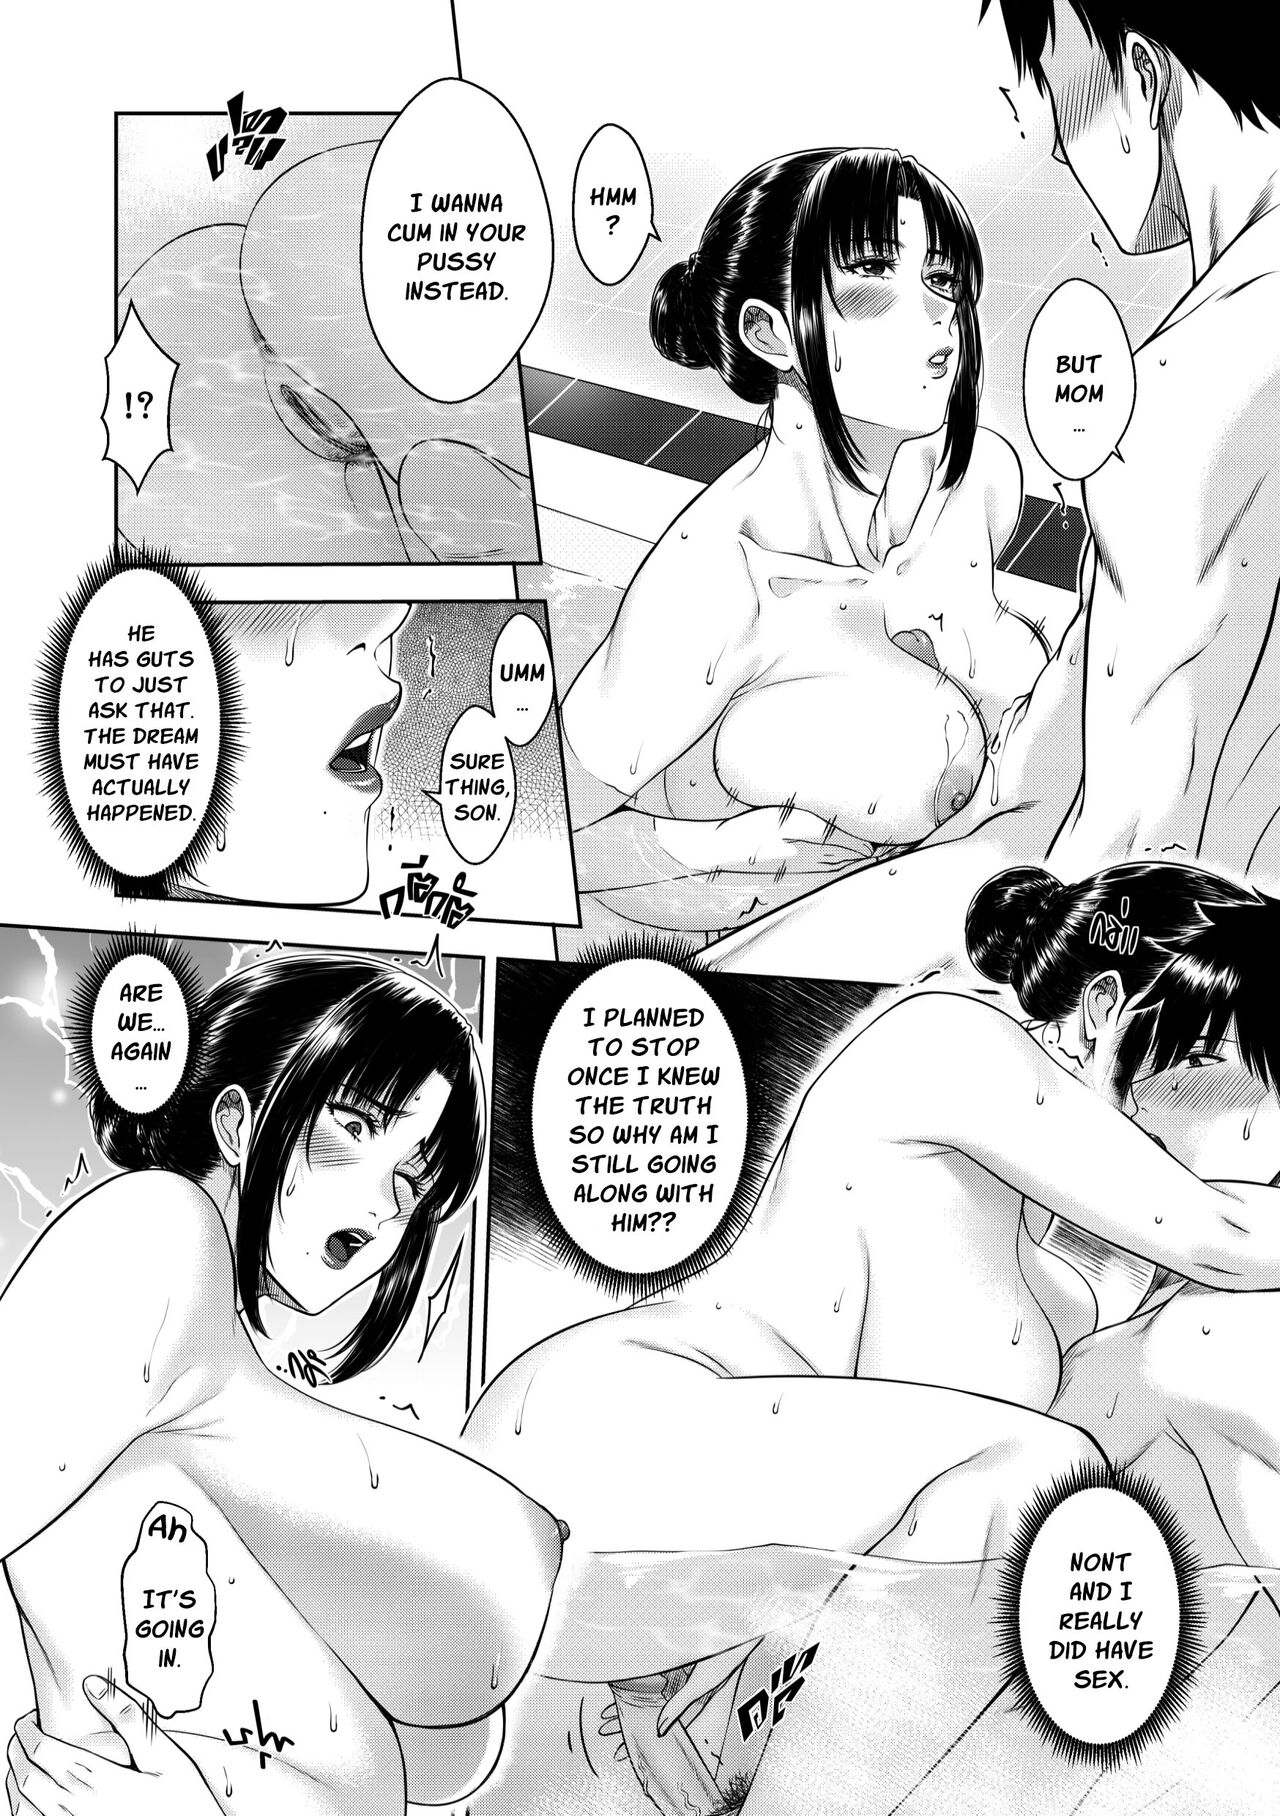 BUT
MOM
...
HMM
?
I WANNA
CUM IN YOUR
PUSSY
INSTEAD.
!?
UMM
...
SURE
THING,
SON.
HE
HAS GUTS
TO JUST
ASK THAT.
THE DREAM
MUST HAVE
ACTUALLY
HAPPENED.
I PLANNED
TO STOP
ONCE I KNEW
THE TRUTH
SO WHY AM I
STILL GOING
ALONG WITH
HIM??
ARE
WE...
AGAIN
...
NONT
AND I
REALLY
DID HAVE
SEX.
Ah
IT'S
GOING
IN.